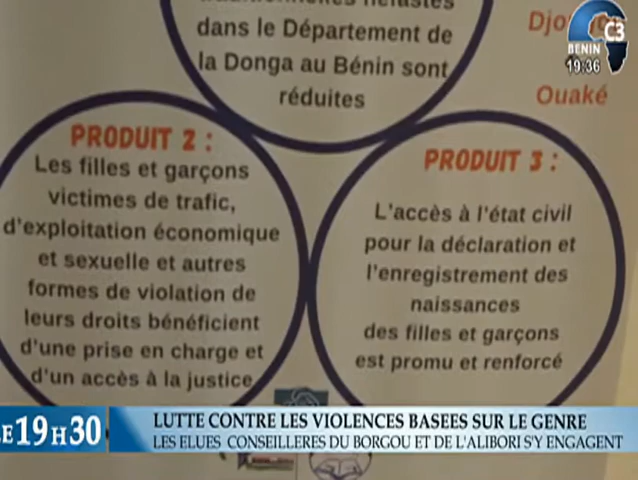 dans le Département de
la Donga au Bénin sont
réduites
Ouaké
C3
BENIN
19:36
PRODUIT 2 :
Les filles et garçons
victimes de trafic,
d'exploitation économique
et sexuelle et autres
formes de violation de
leurs droits bénéficient
d'une prise en charge et
d'un accès à la justice
PRODUIT 3 :
L'accès à l'état civil
pour la déclaration et
l'enregistrement des
naissances
des filles et garçons
est promu et renforcé
LE 19H30
LUTTE CONTRE LES VIOLENCES BASEES SUR LE GENRE
LES ELUES CONSEILLERES DU BORGOU ET DE L'ALIBORI S'Y ENGAGENT